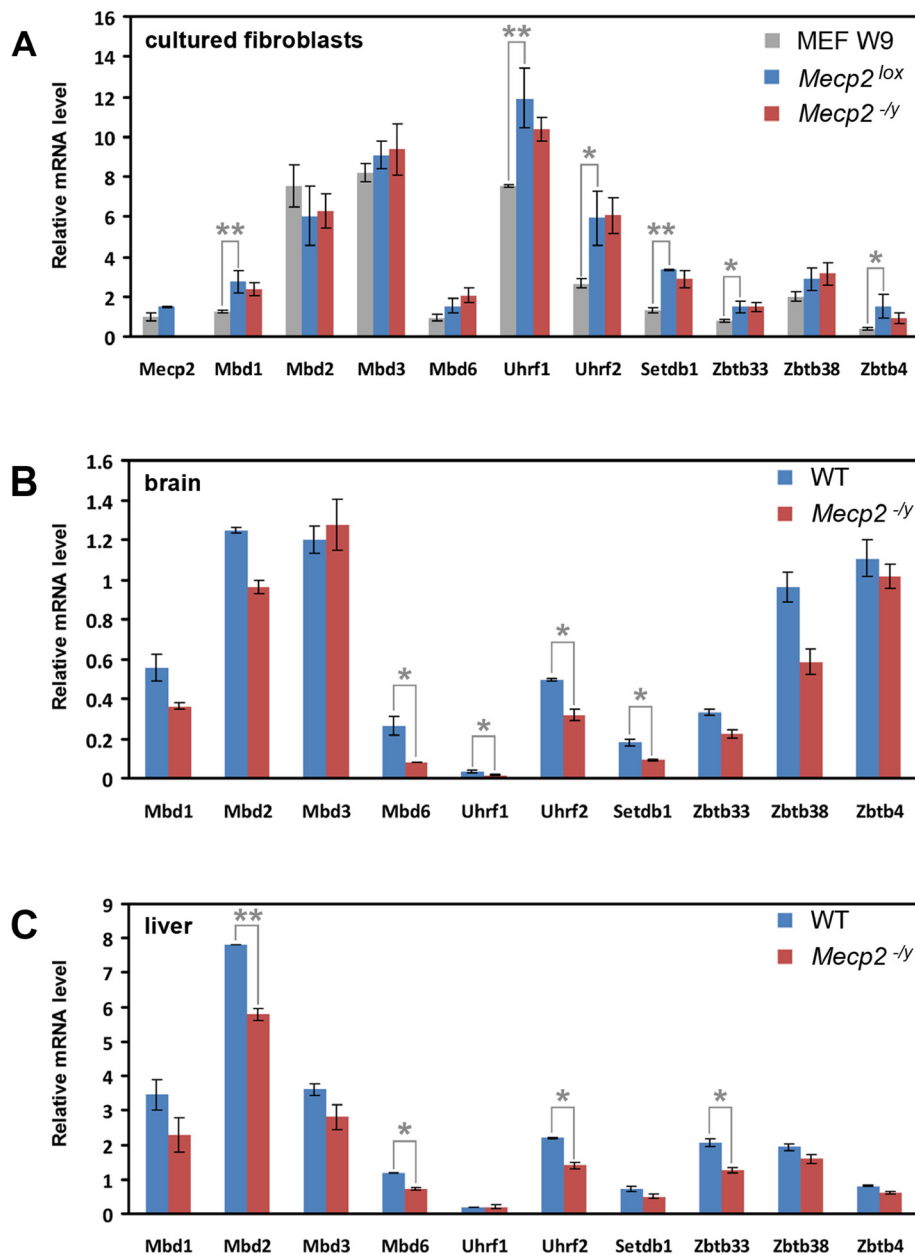 A
cultured fibroblasts
MEF W9
Mecp2 lox
Mecp2 -/y
Relative mRNA level
16
14
12
10
8
6
4
2
0
**
**
*
**
*
*
Mecp2 Mbd1 Mbd2 Mbd3 Mbd6 Uhrf1 Uhrf2 Setdb1 Zbtb33 Zbtb38 Zbtb4
B
brain
WT
Mecp2 -/y
Relative mRNA level
1.6
1.4
1.2
1
0.8
0.6
0.4
0.2
0
*
*
*
*
Mbd1 Mbd2 Mbd3 Mbd6 Uhrf1 Uhrf2 Setdb1 Zbtb33 Zbtb38 Zbtb4
C
liver
WT
Mecp2 -/y
Relative mRNA level
9
8
7
6
5
4
3
2
1
0
**
*
*
*
Mbd1 Mbd2 Mbd3 Mbd6 Uhrf1 Uhrf2 Setdb1 Zbtb33 Zbtb38 Zbtb4